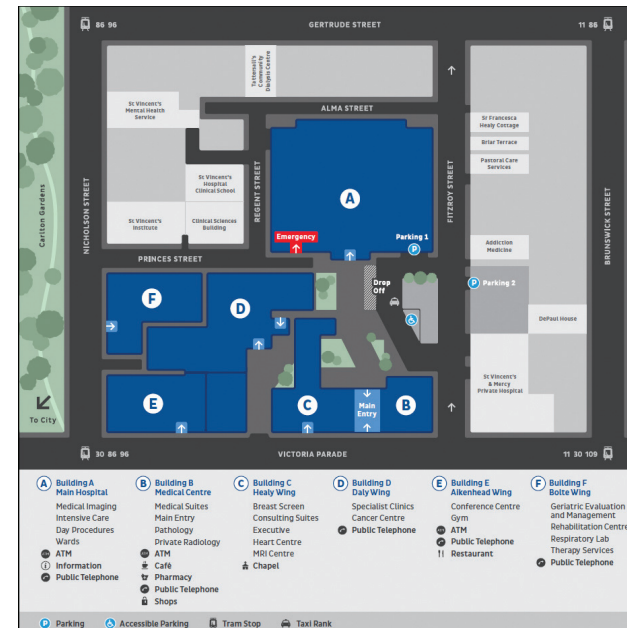 86 96
GERTRUDE STREET
11 86
Tattersall's
Community
Dialysis Centre
St Vincent's
Mental Health
Service
ALMA STREET
Sr Francesca
Healy Cottage
Briar Terrace
Pastoral Care
Services
St Vincent's
Hospital
Clinical School
A
Carlton Gardens
NICHOLSON STREET
REGENT STREET
FITZROY STREET
BRUNSWICK STREET
St Vincent's
Institute
Clinical Sciences
Building
Emergency
Parking 1
P
Addiction
Medicine
PRINCES STREET
F
D
Drop
Off
P Parking 2
DePaul House
St Vincent's
& Mercy
Private Hospital
E
C
Main
Entry
B
To City
30 86 96
VICTORIA PARADE
11 30 109
A Building A
Main Hospital
Medical Imaging
Intensive Care
Day Procedures
Wards
ATM
Information
Public Telephone
B Building B
Medical Centre
Medical Suites
Main Entry
Pathology
Private Radiology
ATM
Café
Pharmacy
Public Telephone
Shops
C Building C
Healy Wing
Breast Screen
Consulting Suites
Executive
Heart Centre
MRI Centre
Chapel
D Building D
Daly Wing
Specialist Clinics
Cancer Centre
Public Telephone
E Building E
Aikenhead Wing
Conference Centre
Gym
ATM
Public Telephone
Restaurant
F Building F
Bolte Wing
Geriatric Evaluation
and Management
Rehabilitation Centre
Respiratory Lab
Therapy Services
Public Telephone
P Parking
Accessible Parking
Tram Stop
Taxi Rank